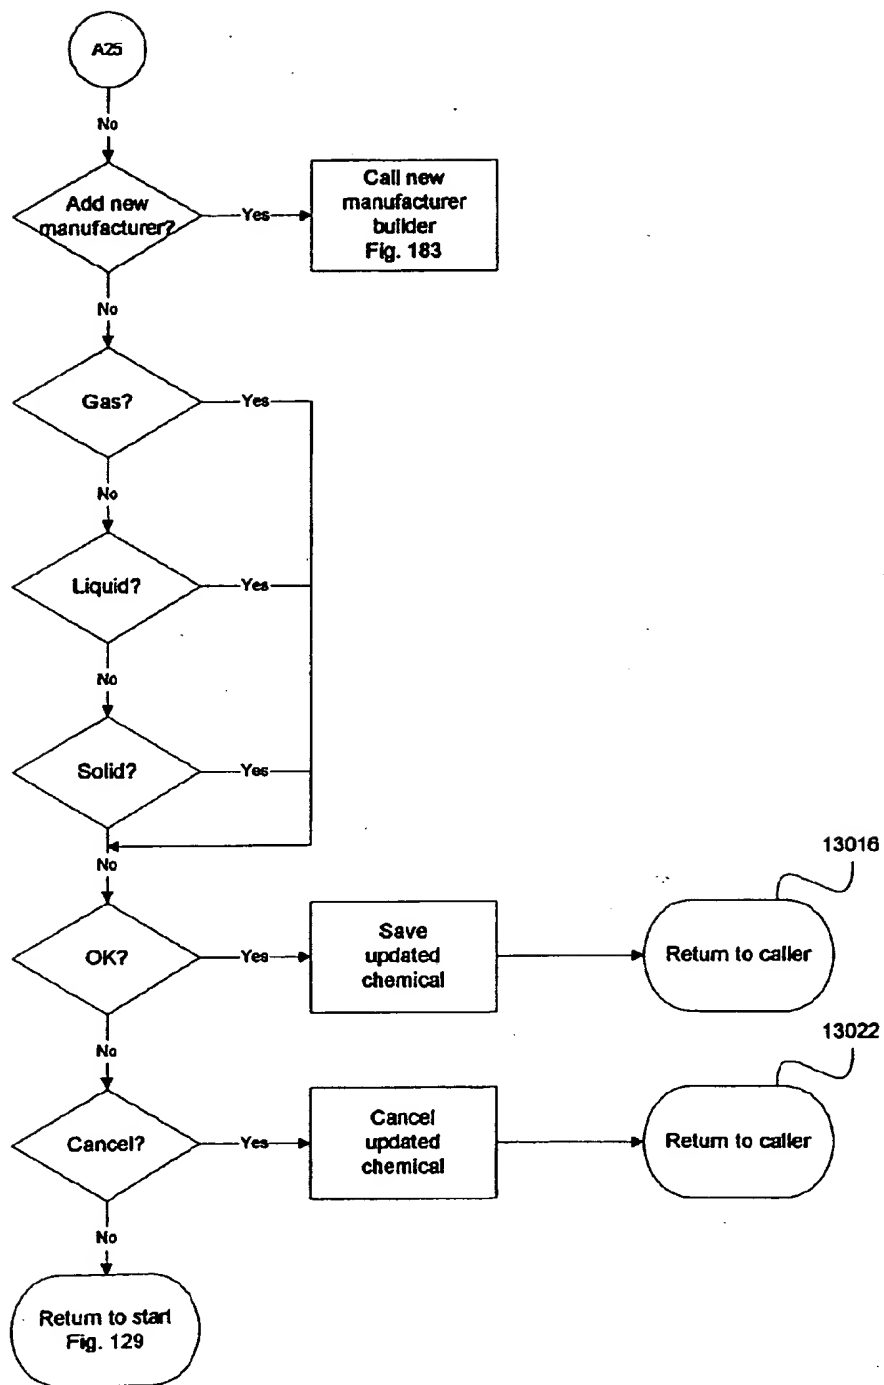 A25
No
Add new
manufacturer?
Yes
Call new
manufacturer
builder
Fig. 183
No
Gas?
Yes
No
Liquid?
Yes
No
Solid?
Yes
No
13016
OK?
Yes
Save
updated
chemical
Return to caller
No
13022
Cancel?
Yes
Cancel
updated
chemical
Return to caller
No
Return to start
Fig. 129